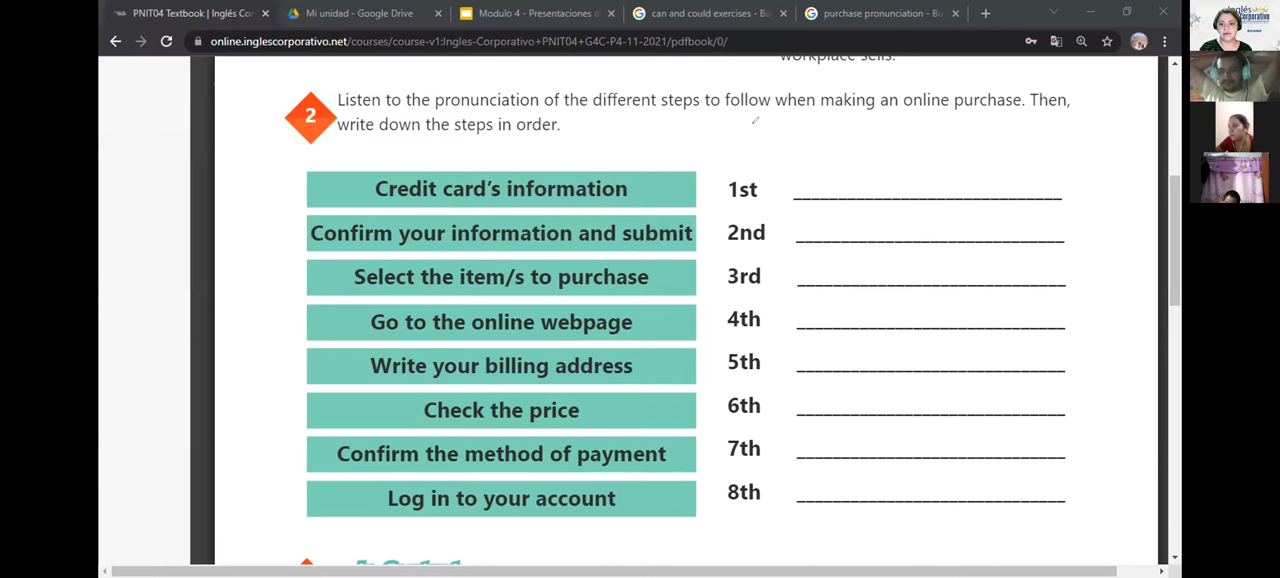 PNIT04 Textbook | Inglés Cor
Mi unidad - Google Drive
Modulo 4 - Presentaciones d
can and could exercises - Bu
purchase pronunciation - Bu
online.inglescorporativo.net/courses/course-v1:Ingles-Corporativo+PNIT04+G4C-P4-11-2021/pdfbook/0/
workplace sells.
2
Listen to the pronunciation of the different steps to follow when making an online purchase. Then,
write down the steps in order.
Credit card's information 1st
Confirm your information and submit 2nd
Select the item/s to purchase 3rd
Go to the online webpage 4th
Write your billing address 5th
Check the price 6th
Confirm the method of payment 7th
Log in to your account 8th
Inglés
Corporativo